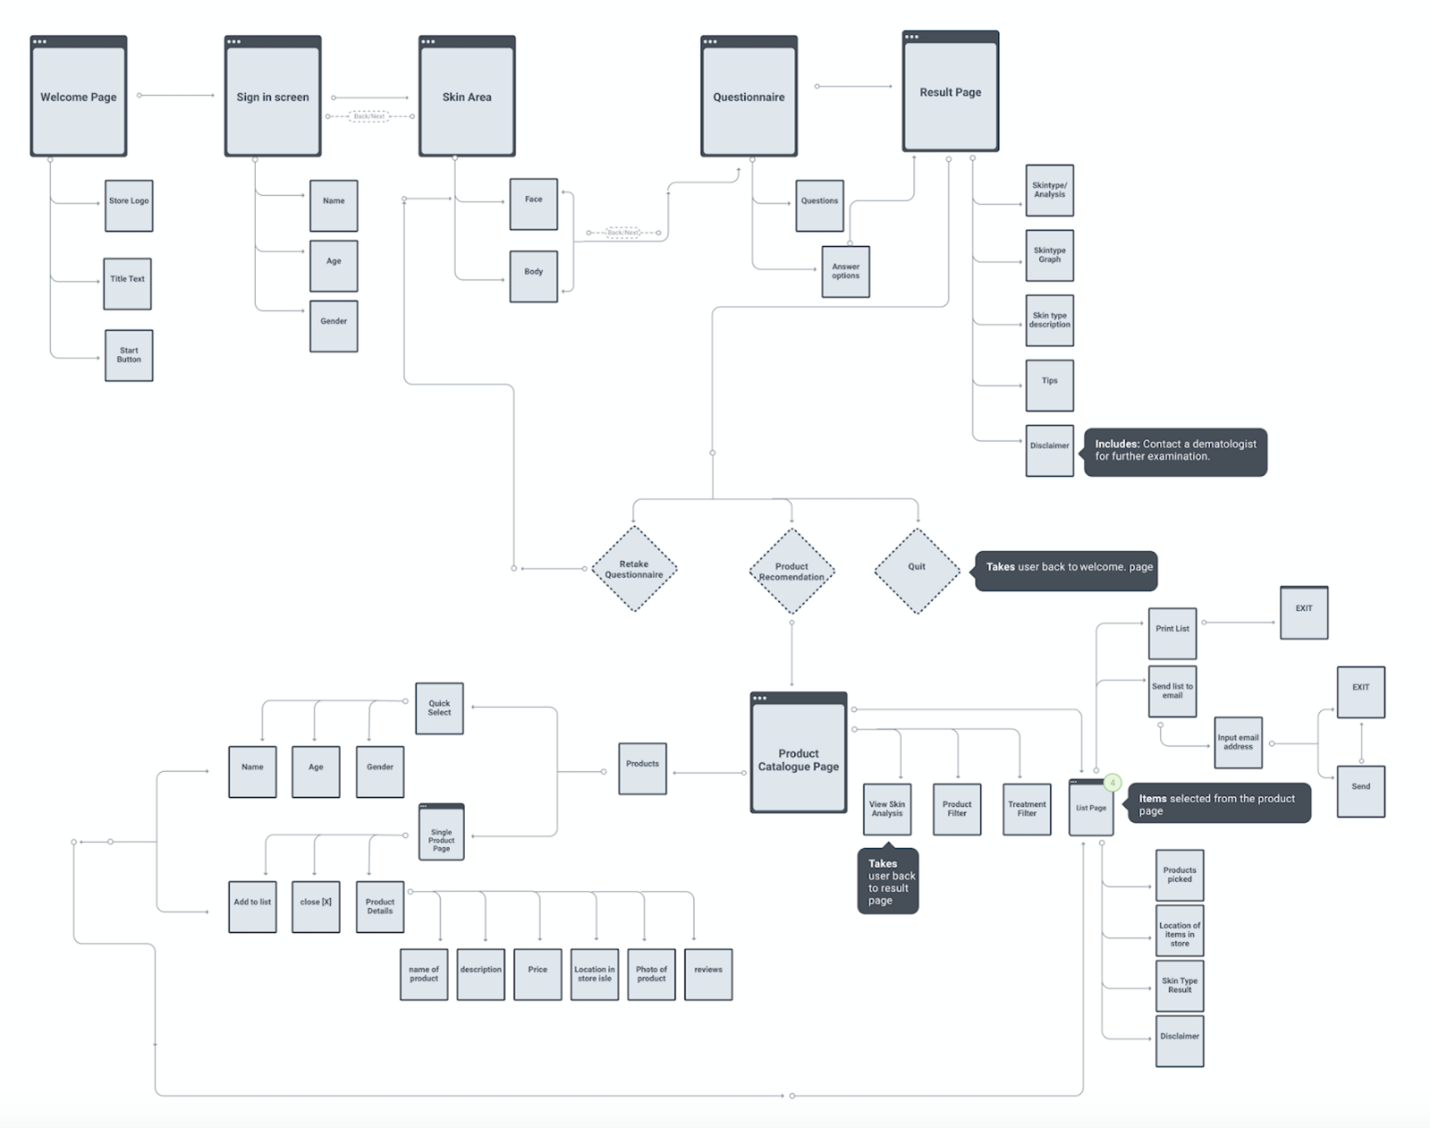 Welcome Page
Sign in screen
Skin Area
Questionnaire
Result Page
Back/Next
Store Logo
Title Text
Start
Button
Name
Age
Gender
Face
Body
Back/Next
Questions
Answer
options
Skintype/
Analysis
Skintype
Graph
Skin type
description
Tips
Disclaimer
Includes: Contact a dematologist
for further examination.
Retake
Questionnaire
Product
Recomendation
Quit
Takes user back to welcome. page
Print List
EXIT
Send list to
email
Input email
address
EXIT
Send
Quick
Select
Name
Age
Gender
Products
Product
Catalogue Page
Single
Product
Page
View Skin
Analysis
Product
Filter
Treatment
Filter
List Page
4
Items selected from the product
page
Takes
user back
to result
page
Add to list
close [X]
Product
Details
name of
product
description
Price
Location in
store isle
Photo of
product
reviews
Products
picked
Location of
items in
store
Skin Type
Result
Disclaimer